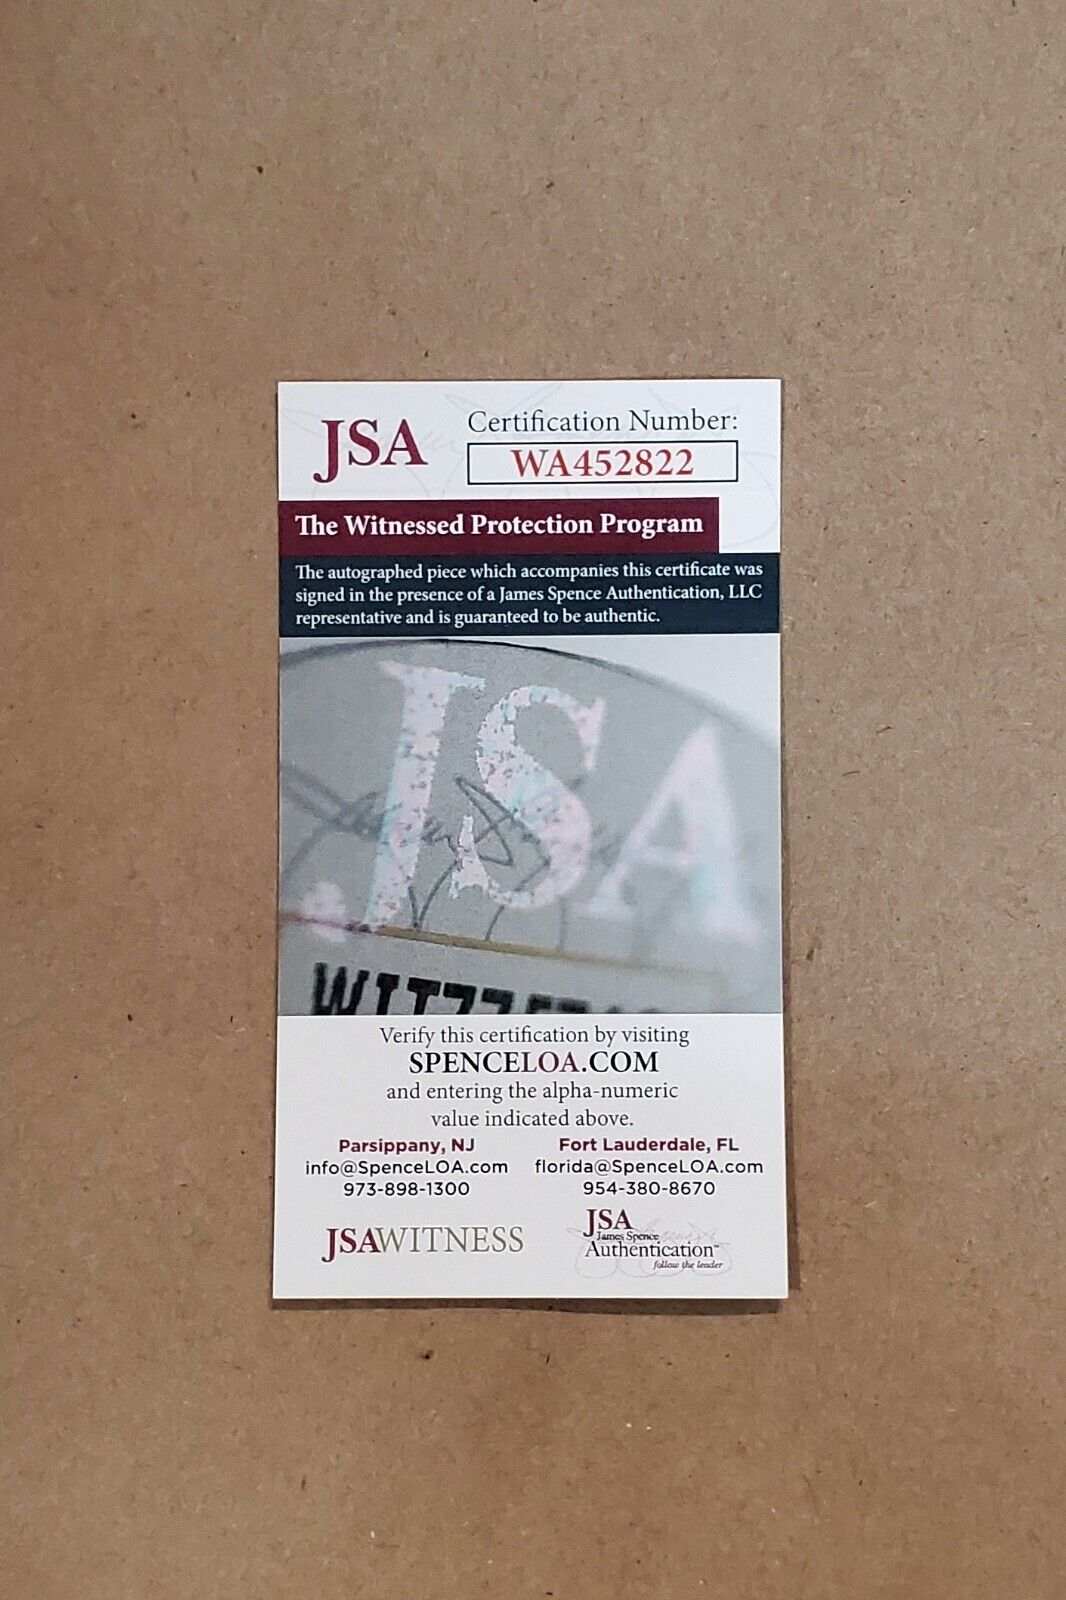 JSA
Certification Number:
WA452822
The Witnessed Protection Program
The autographed piece which accompanies this certificate was
signed in the presence of a James Spence Authentication, LLC
representative and is guaranteed to be authentic.
JSA
Verify this certification by visiting
SPENCELOA.COM
and entering the alpha-numeric
value indicated above.
Parsippany, NJ
info@SpenceLOA.com
973-898-1300
Fort Lauderdale, FL
florida@SpenceLOA.com
954-380-8670
JSAWITNESS
JSA
James Spence
Authentication™
follow the leader